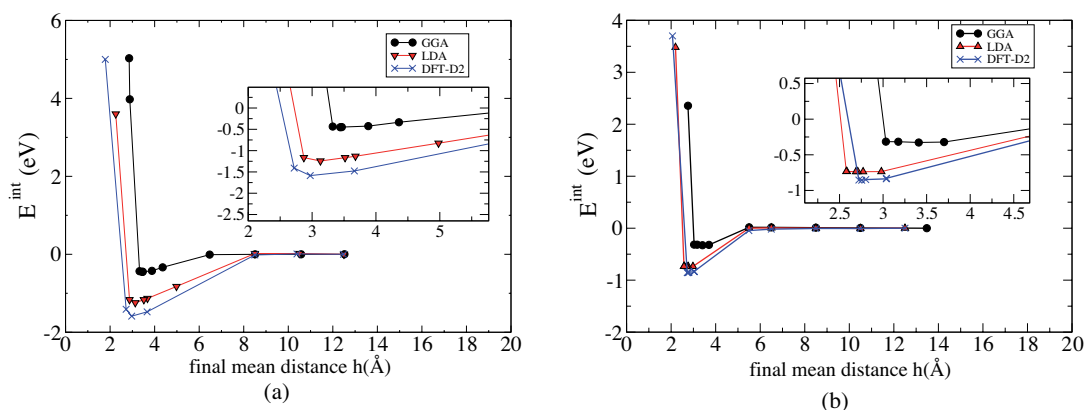 GGA
LDA
DFT-D2
6
4
2
0
-2
E^int (eV)
2 3 4 5
0
-0.5
-1
-1.5
-2
-2.5
2 3 4 5
0 2 4 6 8 10 12 14 16 18 20
final mean distance h(Å)
(a)
GGA
LDA
DFT-D2
4
3
2
1
0
-1
-2
E^int (eV)
0.5
0
-0.5
-1
2.5 3 3.5 4 4.5
0 2 4 6 8 10 12 14 16 18 20
final mean distance h(Å)
(b)